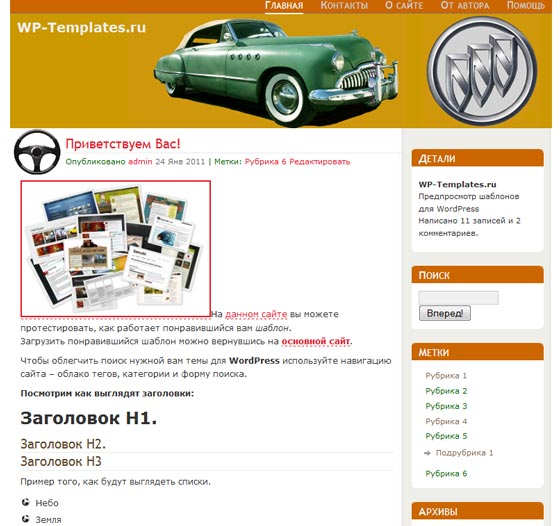 Главная Контакты О сайте От автора Помощь
WP-Templates.ru
Приветствуем Вас!
Опубликовано admin 24 Янв 2011 | Метки: Рубрика 6 Редактировать
На данном сайте вы можете
протестировать, как работает понравившийся вам шаблон.
Загрузить понравившийся шаблон можно вернувшись на основной сайт.
Чтобы облегчить поиск нужной вам темы для WordPress используйте навигацию
сайта – облако тегов, категории и форму поиска.
Посмотрим как выглядят заголовки:
Заголовок H1.
Заголовок H2.
Заголовок H3
Пример того, как будут выглядеть списки.
Небо
Земля
Детали
WP-Templates.ru
Предпросмотр шаблонов
для WordPress
Написано 11 записей и 2
комментария.
Поиск
Вперед!
Метки
Рубрика 1
Рубрика 2
Рубрика 3
Рубрика 4
Рубрика 5
Подрубрика 1
Рубрика 6
Архивы